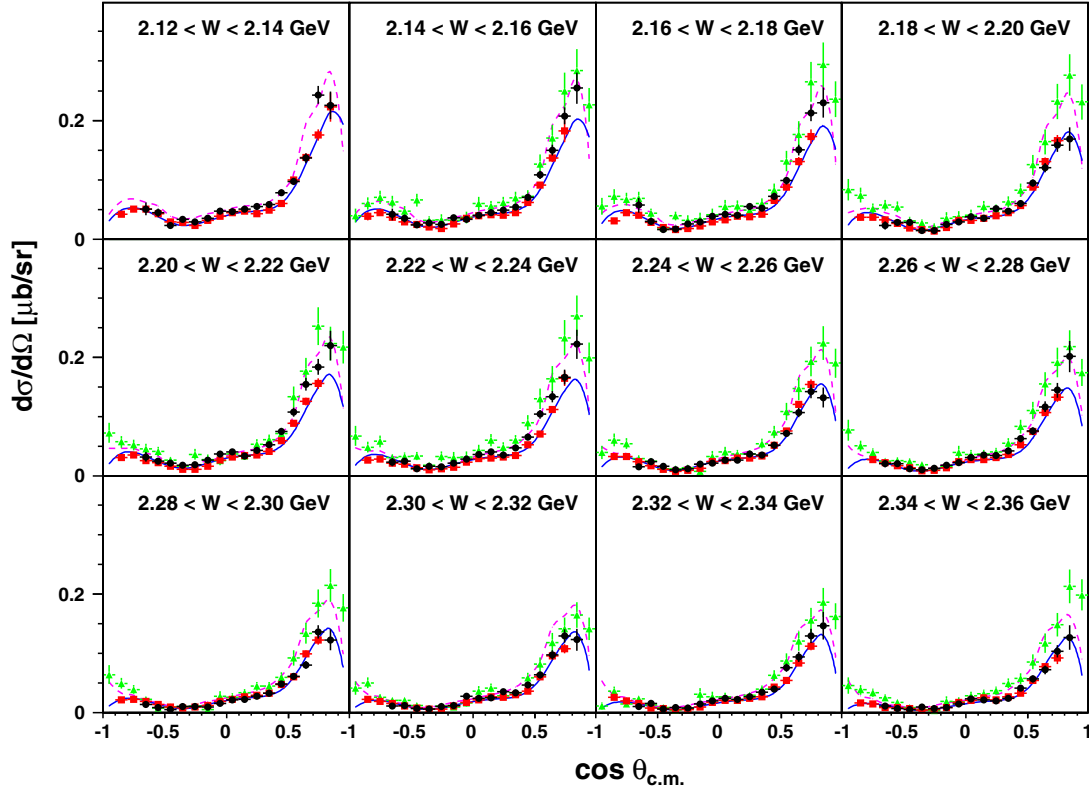 2.12 < W < 2.14 GeV 2.14 < W < 2.16 GeV 2.16 < W < 2.18 GeV 2.18 < W < 2.20 GeV
0.2
0
2.20 < W < 2.22 GeV 2.22 < W < 2.24 GeV 2.24 < W < 2.26 GeV 2.26 < W < 2.28 GeV
0.2
0
2.28 < W < 2.30 GeV 2.30 < W < 2.32 GeV 2.32 < W < 2.34 GeV 2.34 < W < 2.36 GeV
0.2
0
dσ/dΩ [μb/sr]
-1 -0.5 0 0.5 -1 -0.5 0 0.5 -1 -0.5 0 0.5 -1 -0.5 0 0.5 1
cos θc.m.